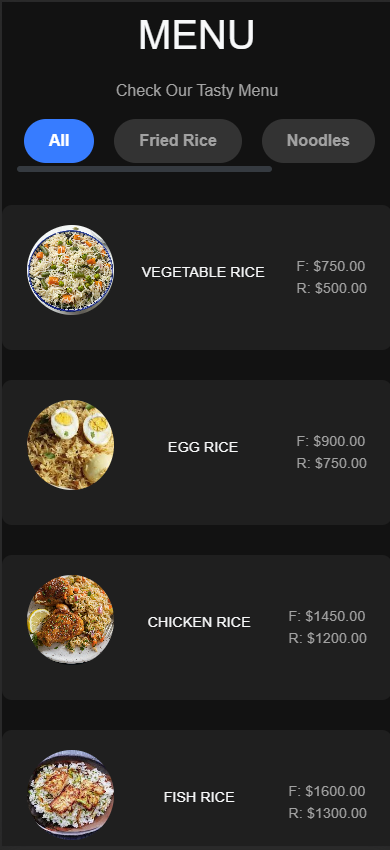 MENU
Check Our Tasty Menu
All
Fried Rice
Noodles
VEGETABLE RICE
F: $750.00
R: $500.00
EGG RICE
F: $900.00
R: $750.00
CHICKEN RICE
F: $1450.00
R: $1200.00
FISH RICE
F: $1600.00
R: $1300.00